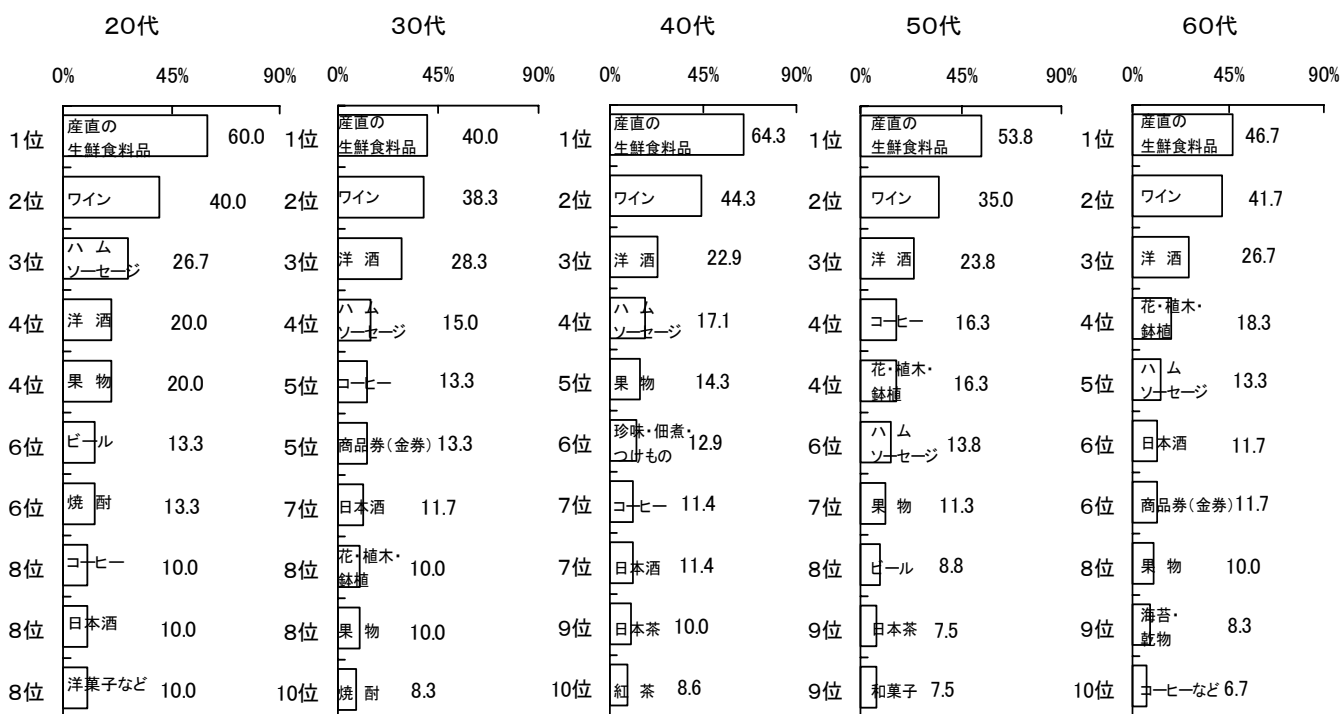 20代
0% 45% 90%
1位 産直の
生鮮食料品 60.0
2位 ワイン 40.0
3位 ハ ム
ソーセージ 26.7
4位 洋 酒 20.0
4位 果 物 20.0
6位 ビール 13.3
6位 焼 酎 13.3
8位 コーヒー 10.0
8位 日本酒 10.0
8位 洋菓子など 10.0
30代
0% 45% 90%
1位 産直の
生鮮食料品 40.0
2位 ワイン 38.3
3位 洋 酒 28.3
4位 ハ ム
ソーセージ 15.0
5位 コーヒー 13.3
5位 商品券(金券) 13.3
7位 日本酒 11.7
8位 花・植木・
鉢植 10.0
8位 果 物 10.0
10位 焼 酎 8.3
40代
0% 45% 90%
1位 産直の
生鮮食料品 64.3
2位 ワイン 44.3
3位 洋 酒 22.9
4位 ハ ム
ソーセージ 17.1
5位 果 物 14.3
6位 珍味・佃煮・
つけもの 12.9
7位 コーヒー 11.4
7位 日本酒 11.4
9位 日本茶 10.0
10位 紅 茶 8.6
50代
0% 45% 90%
1位 産直の
生鮮食料品 53.8
2位 ワイン 35.0
3位 洋 酒 23.8
4位 コーヒー 16.3
4位 花・植木・
鉢植 16.3
6位 ハ ム
ソーセージ 13.8
7位 果 物 11.3
8位 ビール 8.8
9位 日本茶 7.5
9位 和菓子 7.5
60代
0% 45% 90%
1位 産直の
生鮮食料品 46.7
2位 ワイン 41.7
3位 洋 酒 26.7
4位 花・植木・
鉢植 18.3
5位 ハ ム
ソーセージ 13.3
6位 日本酒 11.7
6位 商品券(金券) 11.7
8位 果 物 10.0
9位 海苔・
乾物 8.3
10位 コーヒーなど 6.7